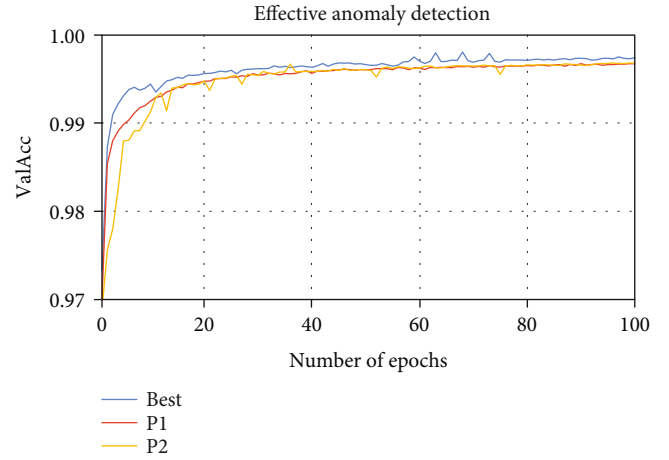 Effective anomaly detection
1.00
0.99
0.98
0.97
ValAcc
0 20 40 60 80 100
Number of epochs
Best
P1
P2